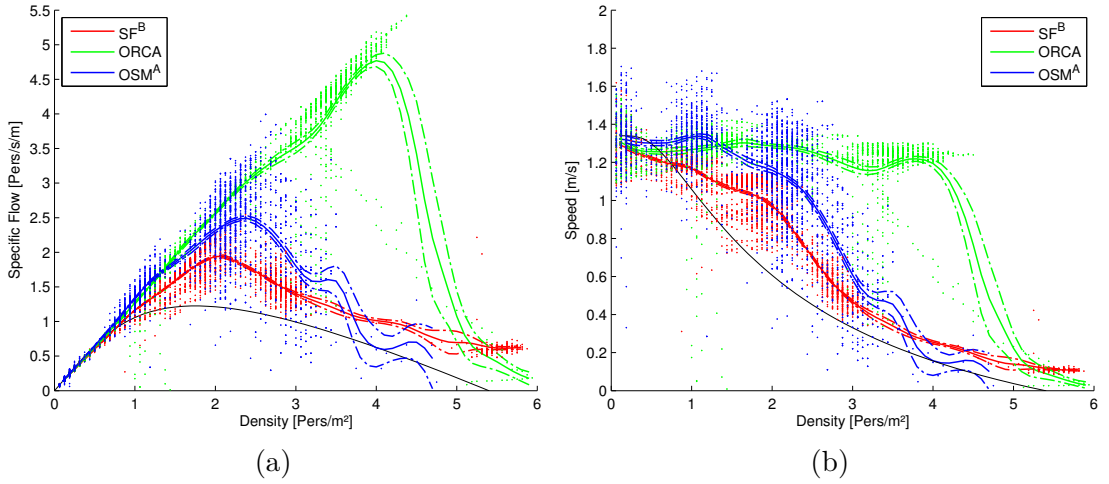 5.5
5
4.5
4
3.5
3
2.5
2
1.5
1
0.5
0
0 1 2 3 4 5 6
Specific Flow [Pers/s/m]
Density [Pers/m²]
SF^B
ORCA
OSM^A
(a)
2
1.8
1.6
1.4
1.2
1
0.8
0.6
0.4
0.2
0
0 1 2 3 4 5 6
Speed [m/s]
Density [Pers/m²]
SF^B
ORCA
OSM^A
(b)